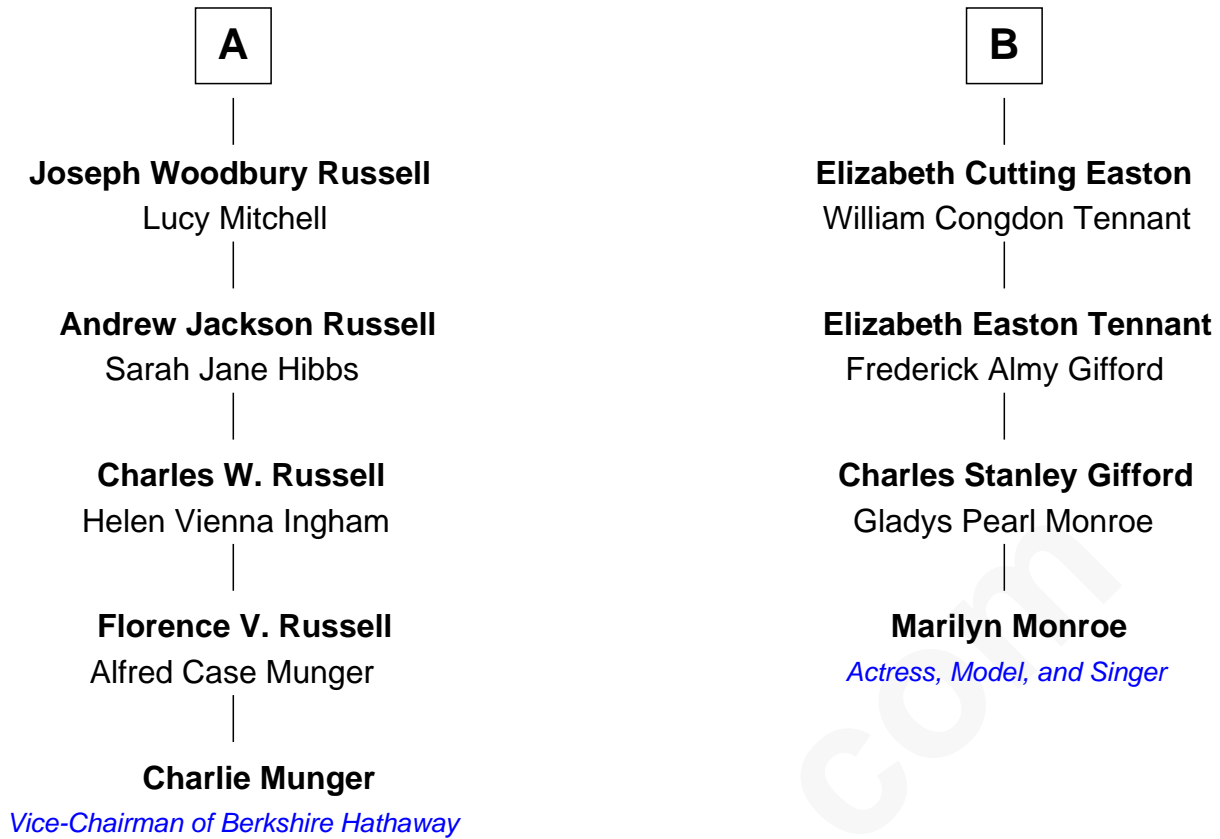 A
Joseph Woodbury Russell
Lucy Mitchell
Andrew Jackson Russell
Sarah Jane Hibbs
Charles W. Russell
Helen Vienna Ingham
Florence V. Russell
Alfred Case Munger
Charlie Munger
Vice-Chairman of Berkshire Hathaway
B
Elizabeth Cutting Easton
William Congdon Tennant
Elizabeth Easton Tennant
Frederick Almy Gifford
Charles Stanley Gifford
Gladys Pearl Monroe
Marilyn Monroe
Actress, Model, and Singer
com